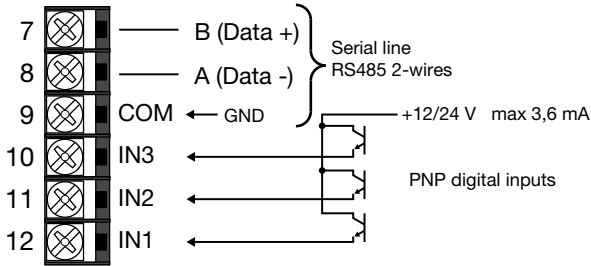 7 B (Data +)
8 A (Data -)
Serial line
RS485 2-wires
9 COM GND
+12/24 V max 3,6 mA
10 IN3
11 IN2
PNP digital inputs
12 IN1